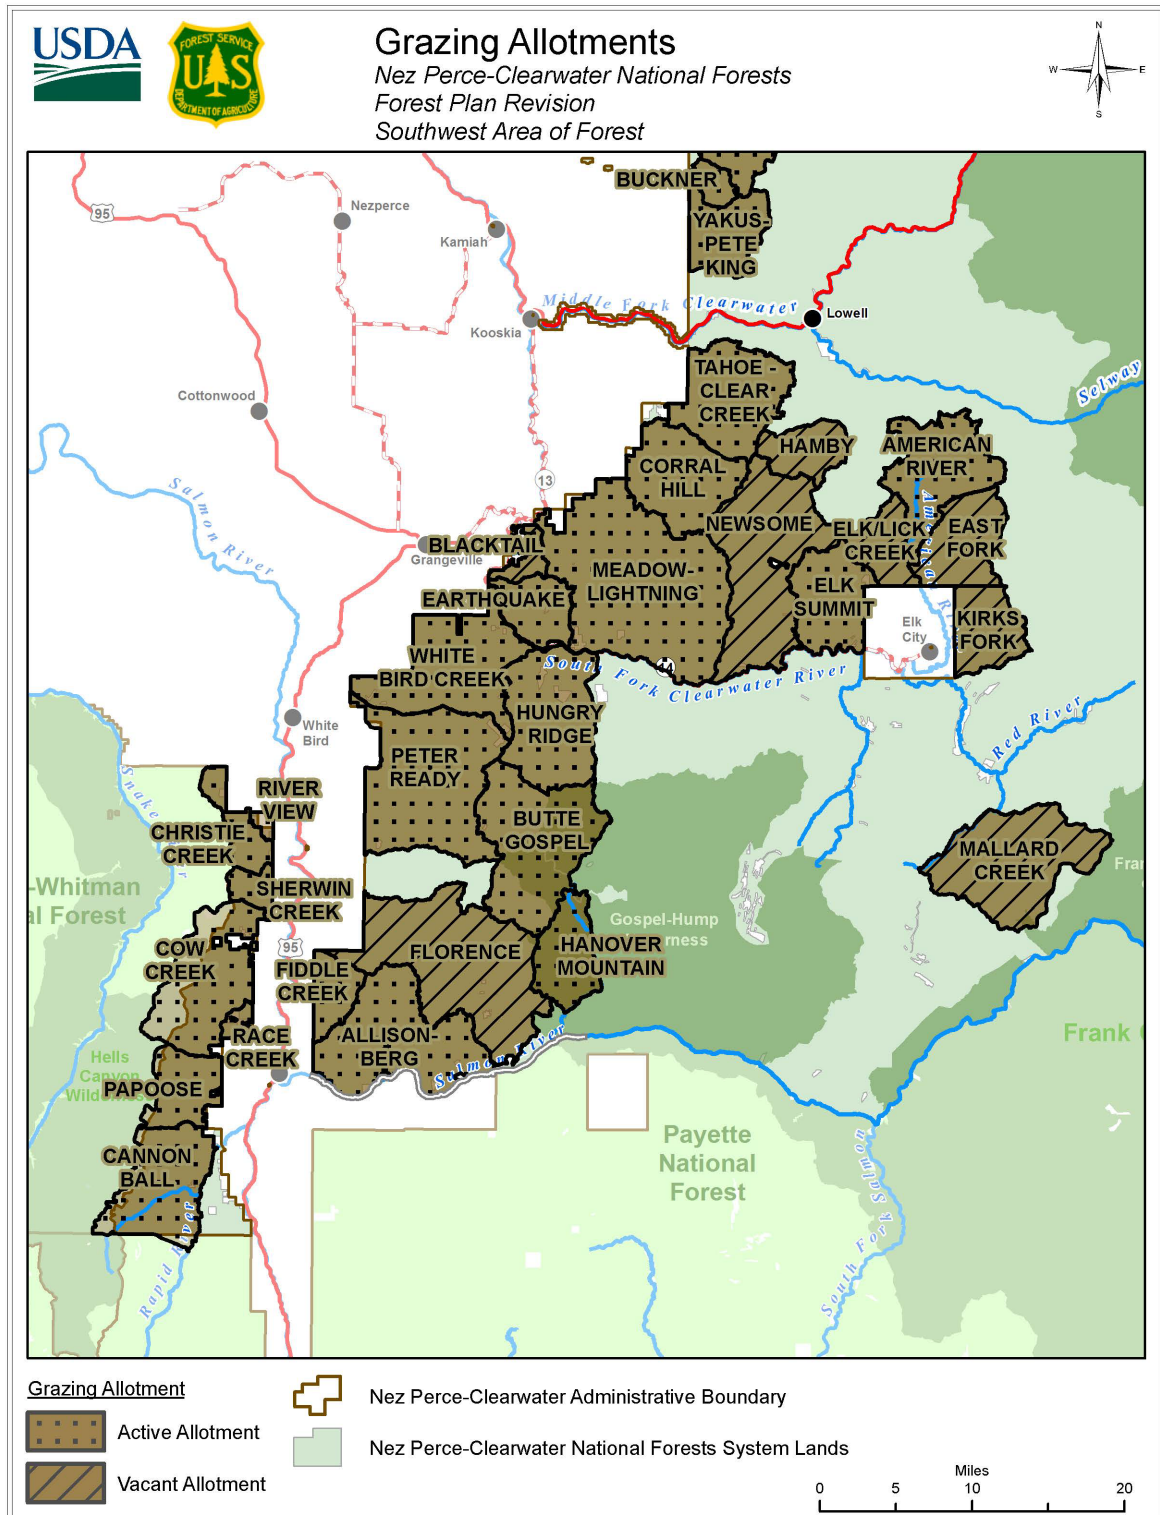 USDA
FOREST SERVICE
U S
DEPARTMENT OF AGRICULTURE
Grazing Allotments
Nez Perce-Clearwater National Forests
Forest Plan Revision
Southwest Area of Forest
N
W
E
S
BUCKNER
YAKUS-
PETE
KING
95
Nezperce
Kamiah
Kooskia
Middle Fork Clearwater
Lowell
Selway
TAHOE -
CLEAR
CREEK
Cottonwood
HAMBY
AMERICAN
RIVER
CORRAL
HILL
13
Salmon River
NEWSOME
ELK/LICK
CREEK
EAST
FORK
American Ri
BLACKTAIL
Grangeville
MEADOW-
LIGHTNING
EARTHQUAKE
ELK
SUMMIT
Elk
City
KIRKS
FORK
WHITE
BIRD CREEK
South Fork Clearwater River
14
HUNGRY
RIDGE
White
Bird
Red River
PETER
READY
Snake
RIVER
VIEW
BUTTE
GOSPEL
CHRISTIE
CREEK
MALLARD
CREEK
Fran
-Whitman
al Forest
SHERWIN
CREEK
Gospel-Hump
rness
COW
CREEK
95
FIDDLE
CREEK
FLORENCE
HANOVER
MOUNTAIN
RACE
CREEK
ALLISON-
BERG
Salmon River
Frank C
Hells
Canyon
Wilderness
PAPOOSE
CANNON
BALL
Payette
National
Forest
Rapid River
South Fork Salmon
Grazing Allotment
Active Allotment
Vacant Allotment
Nez Perce-Clearwater Administrative Boundary
Nez Perce-Clearwater National Forests System Lands
Miles
0 5 10 20